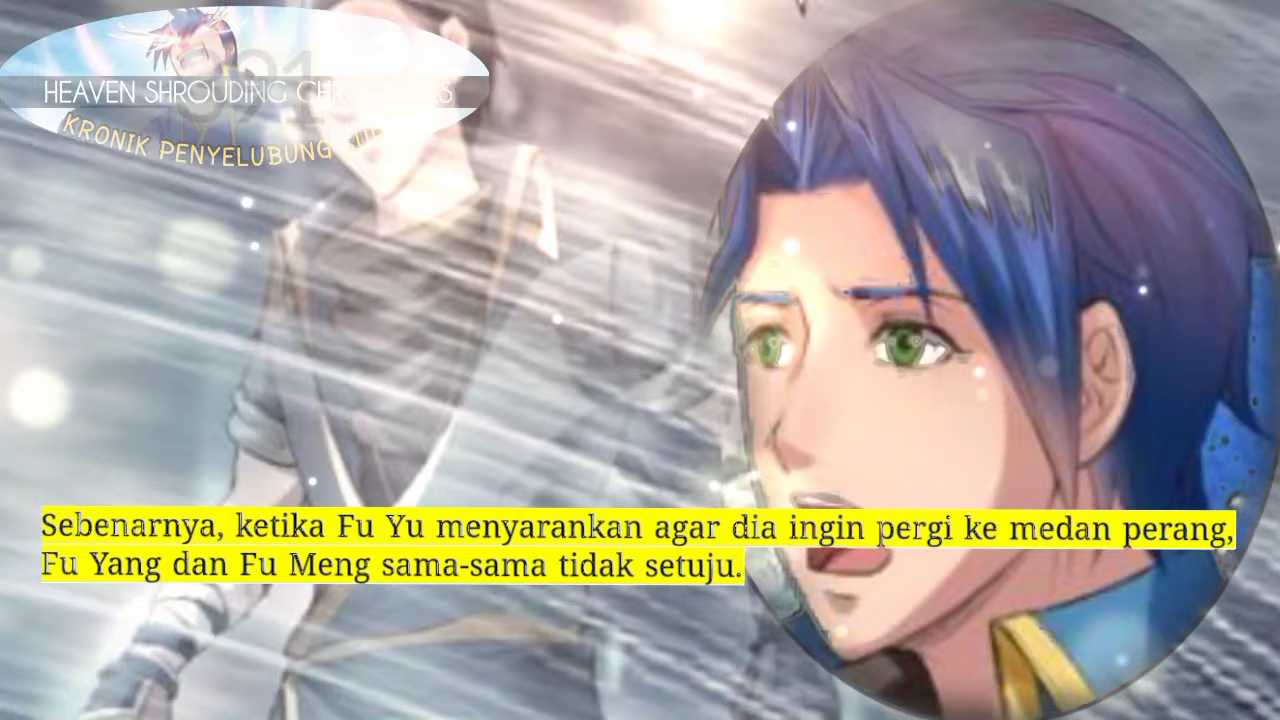 HEAVEN SHROUDING
KRONIK PENYELUBUNG
Sebenarnya, ketika Fu Yu menyarankan agar dia ingin pergi ke medan perang,
Fu Yang dan Fu Meng sama-sama tidak setuju.